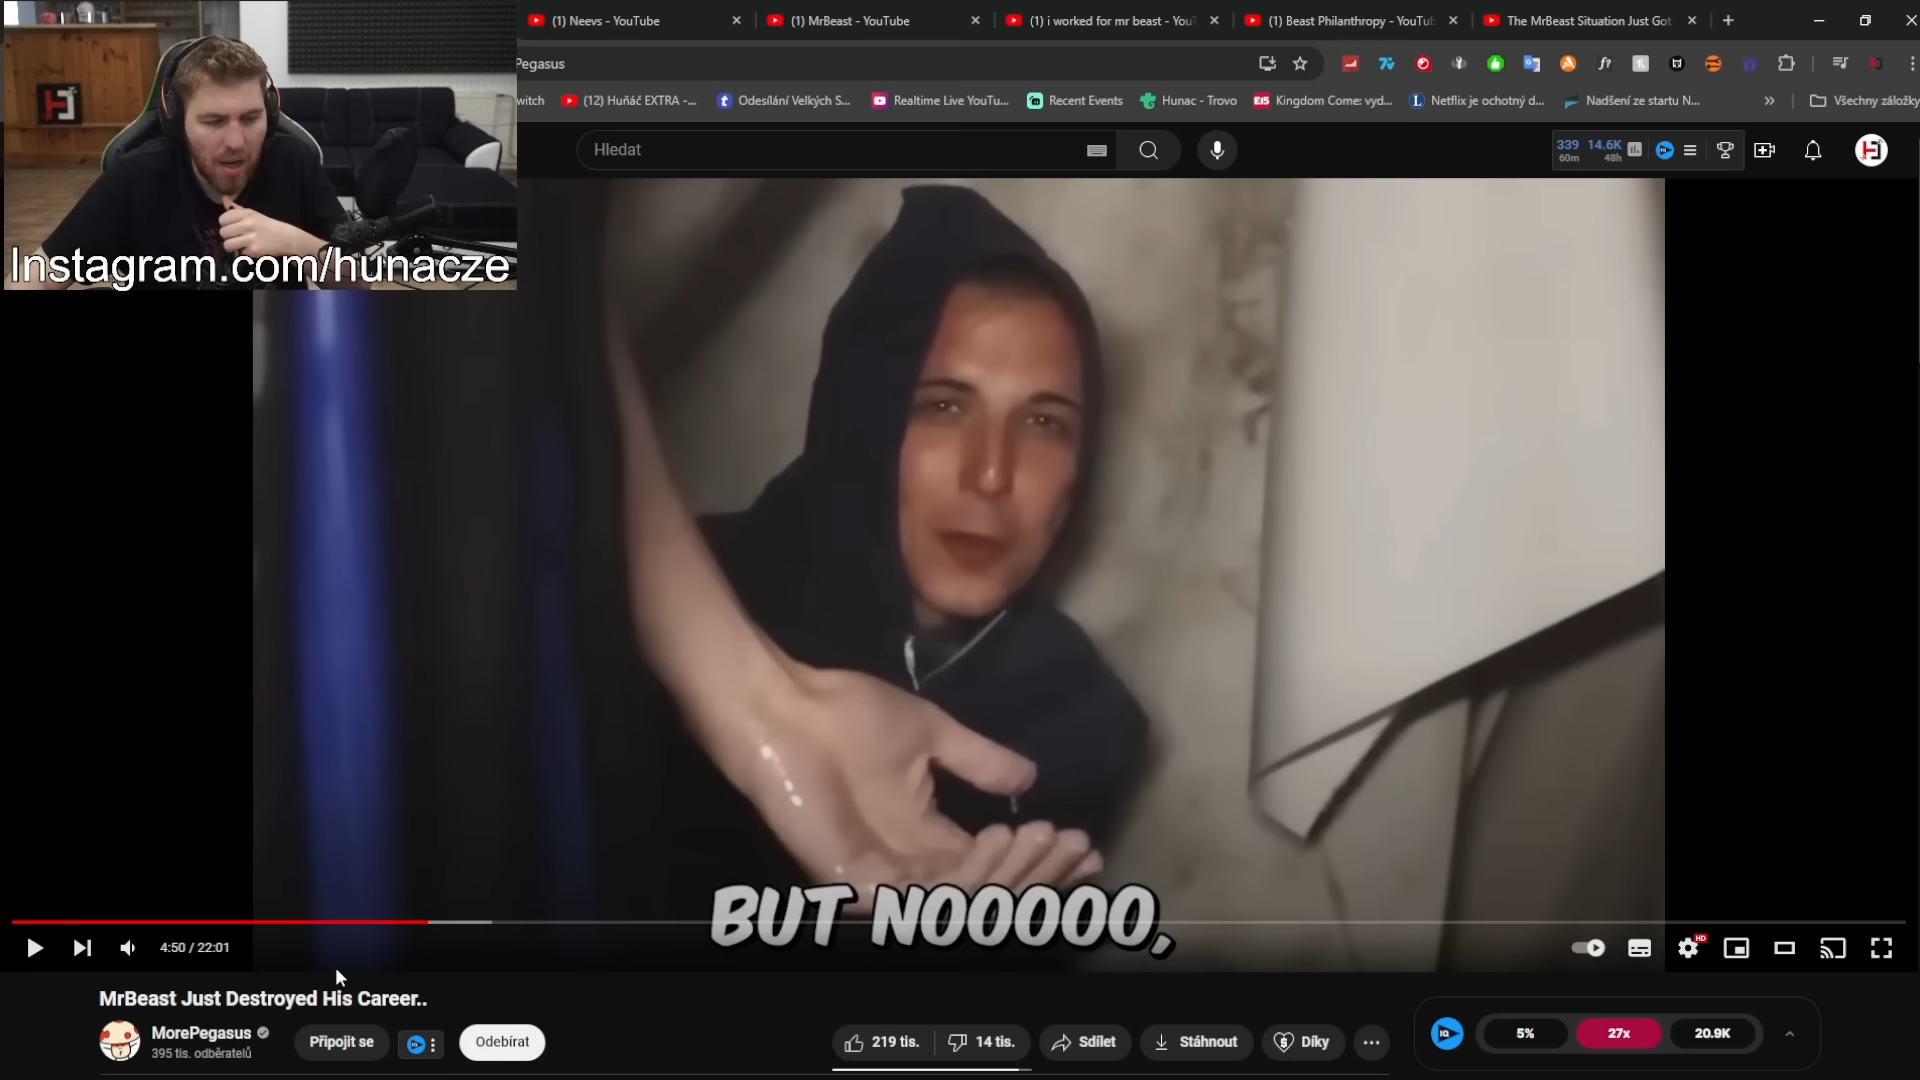 (1) Neevs - YouTube
(1) MrBeast - YouTube
(1) i worked for mr beast - You
(1) Beast Philanthropy - YouTu
The MrBeast Situation Just Got
Pegasus
witch
(12) Huňáč EXTRA -...
Odesílání Velkých S...
Realtime Live YouTu...
Recent Events
Hunac - Trovo
Kingdom Come: vyd...
Netflix je ochotný d...
Nadšení ze startu N...
Všechny záložky
Hledat
339 14.6K
60m 48h
Instagram.com/hunacze
BUT NOOOOO,
4:50 / 22:01
HD
MrBeast Just Destroyed His Career..
MorePegasus
395 tis. odběratelů
Připojit se
Odebírat
219 tis.
14 tis.
Sdílet
Stáhnout
Díky
5%
27x
20.9K